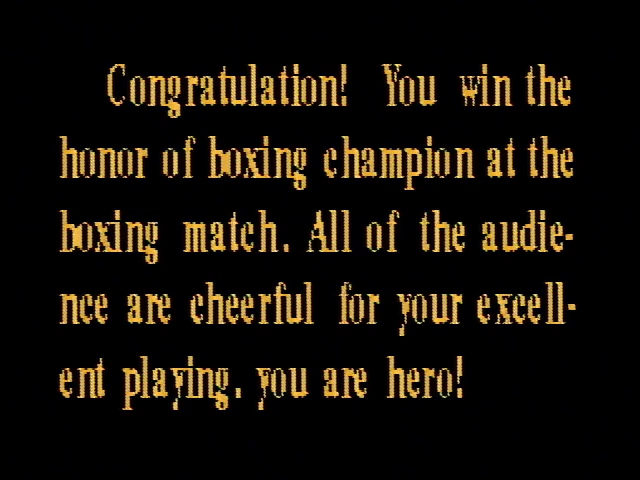 Congratulation! You win the
honor of boxing champion at the
boxing match. All of the audie-
nce are cheerful for your excell-
ent playing. you are hero!